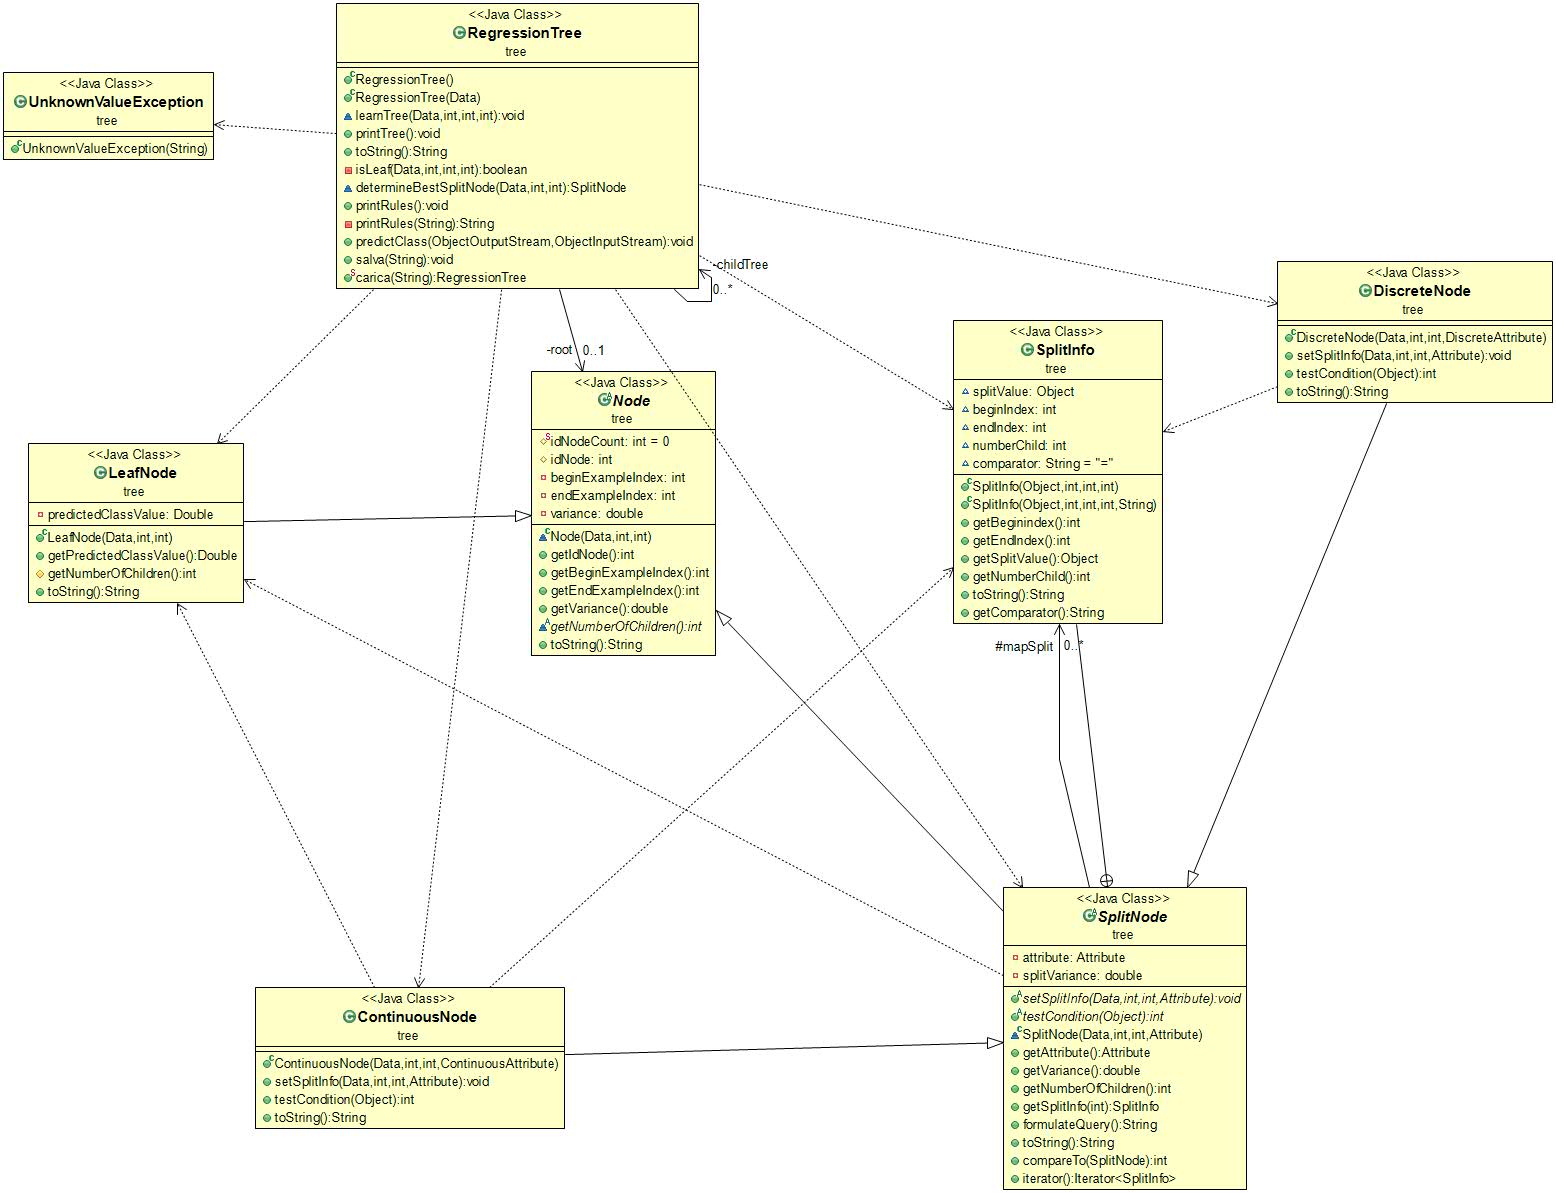 <<Java Class>>
RegressionTree
tree
RegressionTree()
RegressionTree(Data)
learnTree(Data,int,int,int):void
printTree():void
toString():String
isLeaf(Data,int,int,int):boolean
determineBestSplitNode(Data,int,int):SplitNode
printRules():void
printRules(String):String
predictClass(ObjectOutputStream,ObjectInputStream):void
salva(String):void
carica(String):RegressionTree
<<Java Class>>
UnknownValueException
tree
UnknownValueException(String)
-childTree
0..*
-root 0..1
<<Java Class>>
DiscreteNode
tree
DiscreteNode(Data,int,int,DiscreteAttribute)
setSplitInfo(Data,int,int,Attribute):void
testCondition(Object):int
toString():String
<<Java Class>>
SplitInfo
tree
splitValue: Object
beginIndex: int
endIndex: int
numberChild: int
comparator: String = "="
SplitInfo(Object,int,int,int)
SplitInfo(Object,int,int,int,String)
getBeginindex():int
getEndIndex():int
getSplitValue():Object
getNumberChild():int
toString():String
getComparator():String
<<Java Class>>
Node
tree
idNodeCount: int = 0
idNode: int
beginExampleIndex: int
endExampleIndex: int
variance: double
Node(Data,int,int)
getIdNode():int
getBeginExampleIndex():int
getEndExampleIndex():int
getVariance():double
getNumberOfChildren():int
toString():String
<<Java Class>>
LeafNode
tree
predictedClassValue: Double
LeafNode(Data,int,int)
getPredictedClassValue():Double
getNumberOfChildren():int
toString():String
#mapSplit 0..*
<<Java Class>>
SplitNode
tree
attribute: Attribute
splitVariance: double
setSplitInfo(Data,int,int,Attribute):void
testCondition(Object):int
SplitNode(Data,int,int,Attribute)
getAttribute():Attribute
getVariance():double
getNumberOfChildren():int
getSplitInfo(int):SplitInfo
formulateQuery():String
toString():String
compareTo(SplitNode):int
iterator():Iterator<SplitInfo>
<<Java Class>>
ContinuousNode
tree
ContinuousNode(Data,int,int,ContinuousAttribute)
setSplitInfo(Data,int,int,Attribute):void
testCondition(Object):int
toString():String